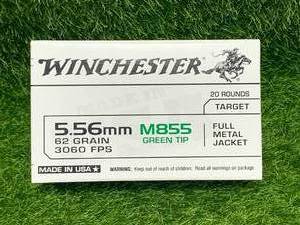 WINCHESTER
20 ROUNDS
TARGET
5.56mm M855 FULL
62 GRAIN GREEN TIP METAL
3060 FPS JACKET
MADE IN USA ★ WARNING: Keep out of reach of children. Read all warnings on package.